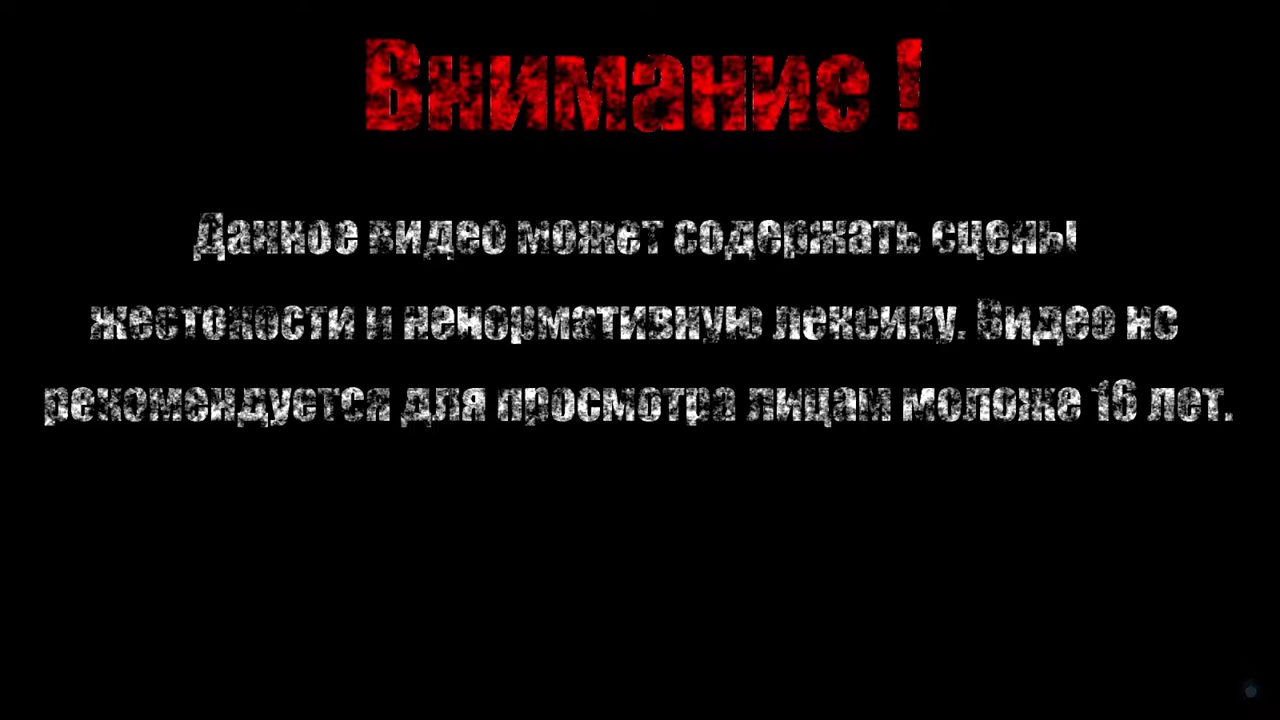 Внимание !
Данное видео может содержать сцены
жестокости и ненормативную лексику. Видео не
рекомендуется для просмотра лицам моложе 16 лет.